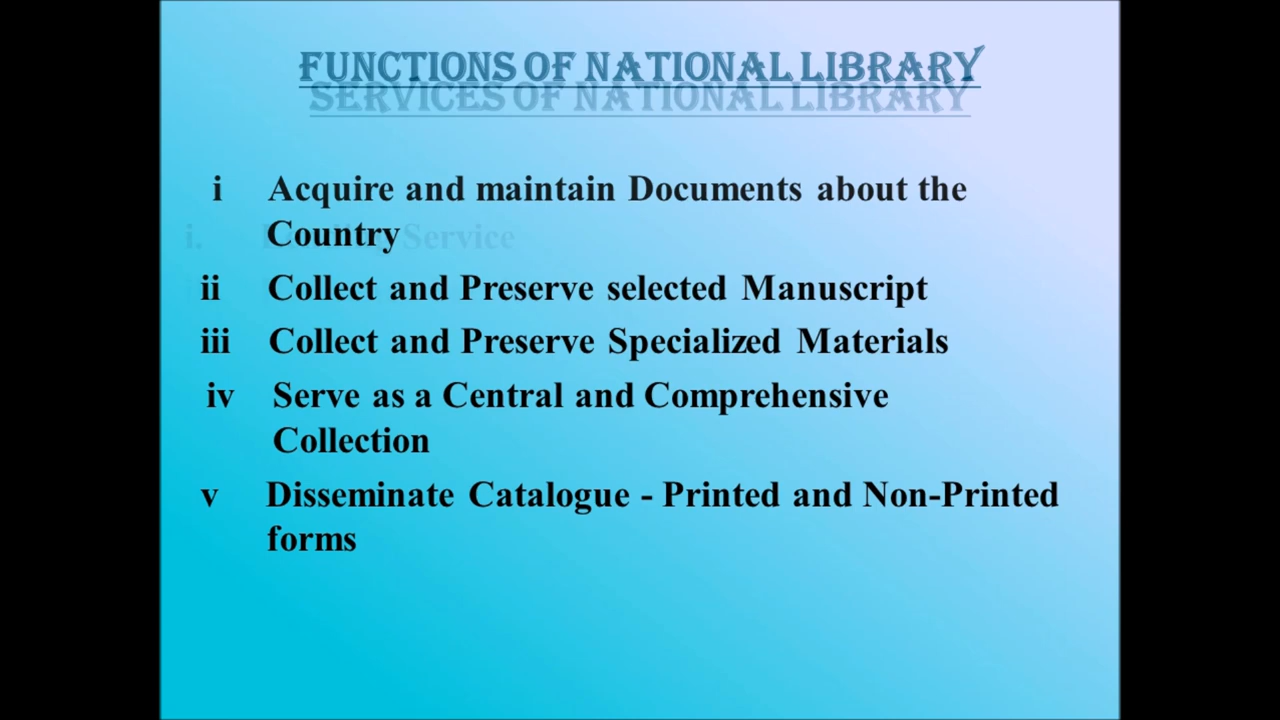 FUNCTIONS OF NATIONAL LIBRARY
SERVICES OF NATIONAL LIBRARY
i Acquire and maintain Documents about the
Country
i. Service
ii Collect and Preserve selected Manuscript
iii Collect and Preserve Specialized Materials
iv Serve as a Central and Comprehensive
Collection
v Disseminate Catalogue - Printed and Non-Printed
forms